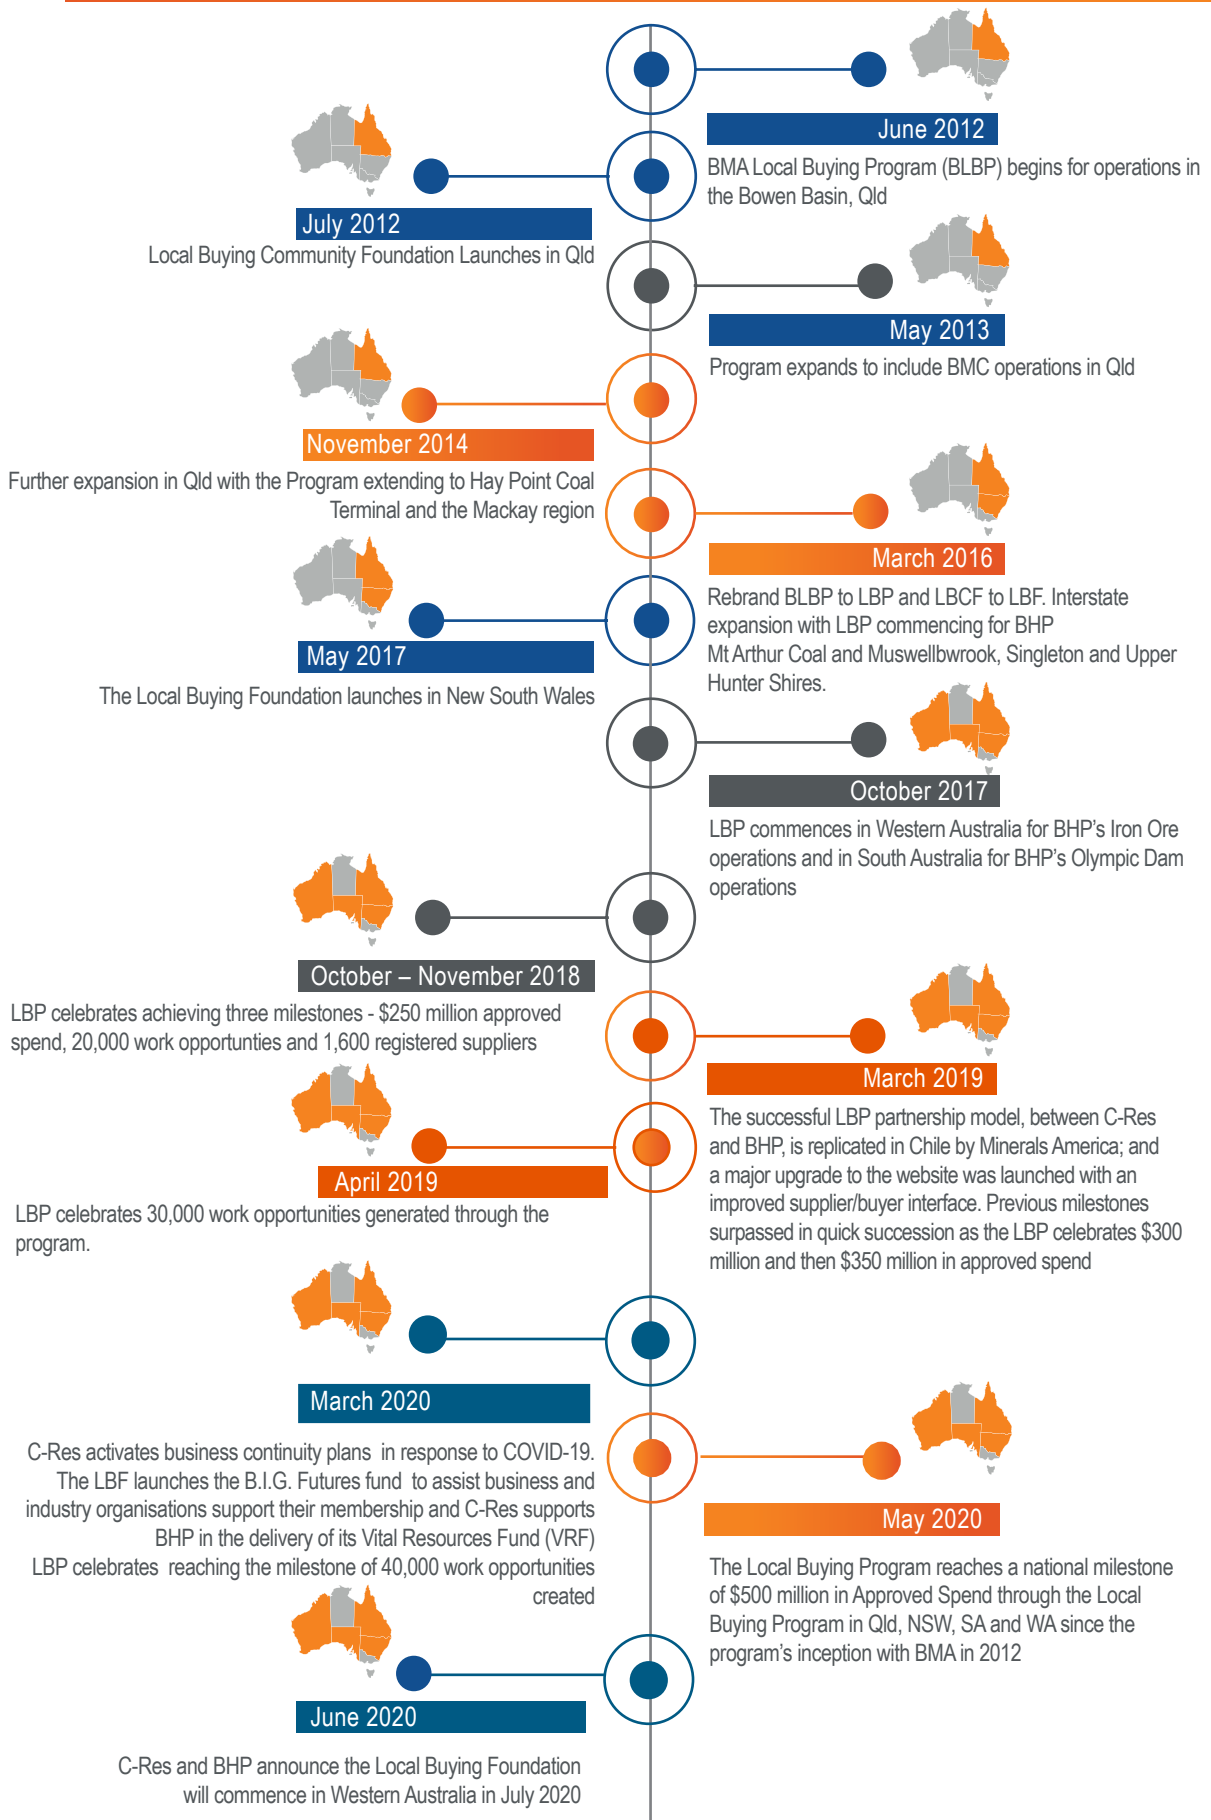 June 2012
BMA Local Buying Program (BLBP) begins for operations in
the Bowen Basin, Qld
July 2012
Local Buying Community Foundation Launches in Qld
May 2013
Program expands to include BMC operations in Qld
November 2014
Further expansion in Qld with the Program extending to Hay Point Coal
Terminal and the Mackay region
March 2016
Rebrand BLBP to LBP and LBCF to LBF. Interstate
expansion with LBP commencing for BHP
Mt Arthur Coal and Muswellbwrook, Singleton and Upper
Hunter Shires.
May 2017
The Local Buying Foundation launches in New South Wales
October 2017
LBP commences in Western Australia for BHP's Iron Ore
operations and in South Australia for BHP's Olympic Dam
operations
October – November 2018
LBP celebrates achieving three milestones - $250 million approved
spend, 20,000 work opportunties and 1,600 registered suppliers
March 2019
The successful LBP partnership model, between C-Res
and BHP, is replicated in Chile by Minerals America; and
a major upgrade to the website was launched with an
improved supplier/buyer interface. Previous milestones
surpassed in quick succession as the LBP celebrates $300
million and then $350 million in approved spend
April 2019
LBP celebrates 30,000 work opportunities generated through the
program.
March 2020
C-Res activates business continuity plans in response to COVID-19.
The LBF launches the B.I.G. Futures fund to assist business and
industry organisations support their membership and C-Res supports
BHP in the delivery of its Vital Resources Fund (VRF)
LBP celebrates reaching the milestone of 40,000 work opportunities
created
May 2020
The Local Buying Program reaches a national milestone
of $500 million in Approved Spend through the Local
Buying Program in Qld, NSW, SA and WA since the
program's inception with BMA in 2012
June 2020
C-Res and BHP announce the Local Buying Foundation
will commence in Western Australia in July 2020